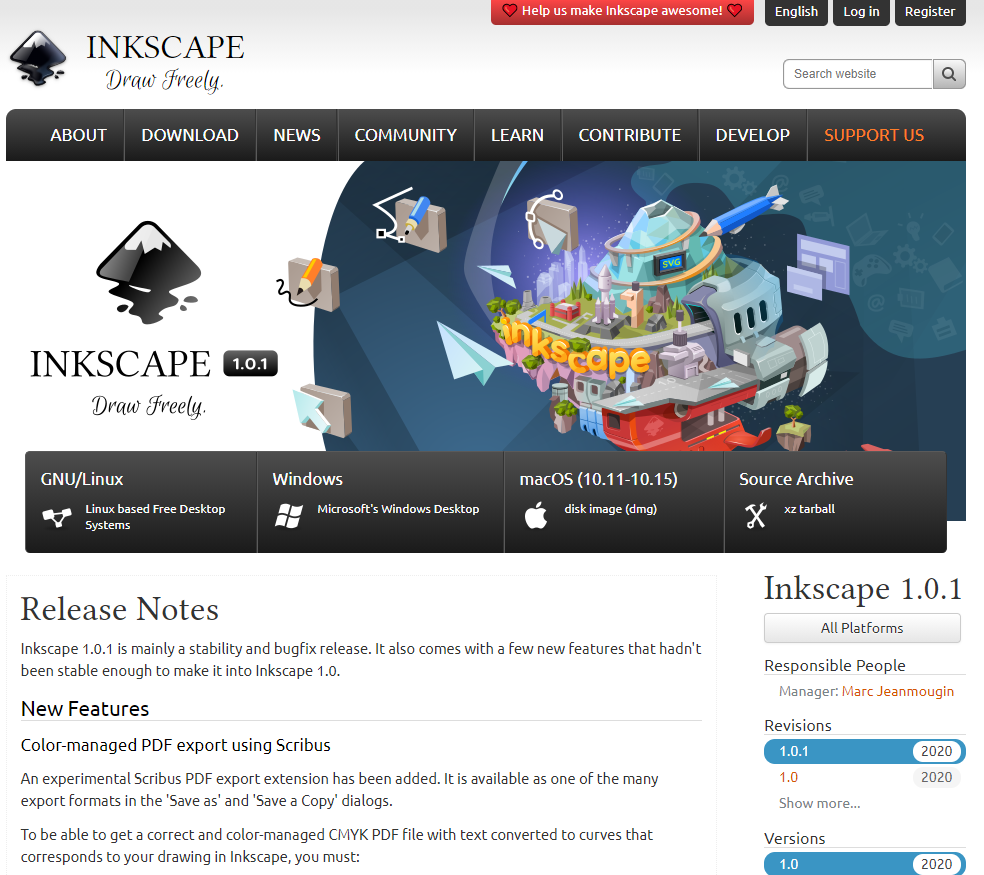 Help us make Inkscape awesome!
English
Log in
Register
INKSCAPE
Draw Freely.
Search website
ABOUT
DOWNLOAD
NEWS
COMMUNITY
LEARN
CONTRIBUTE
DEVELOP
SUPPORT US
SVG
inkscape
INKSCAPE 1.0.1
Draw Freely.
GNU/Linux
Linux based Free Desktop
Systems
Windows
Microsoft's Windows Desktop
macOS (10.11-10.15)
disk image (dmg)
Source Archive
xz tarball
Release Notes
Inkscape 1.0.1 is mainly a stability and bugfix release. It also comes with a few new features that hadn't
been stable enough to make it into Inkscape 1.0.
New Features
Color-managed PDF export using Scribus
An experimental Scribus PDF export extension has been added. It is available as one of the many
export formats in the 'Save as' and 'Save a Copy' dialogs.
To be able to get a correct and color-managed CMYK PDF file with text converted to curves that
corresponds to your drawing in Inkscape, you must:
Inkscape 1.0.1
All Platforms
Responsible People
Manager: Marc Jeanmougin
Revisions
1.0.1 2020
1.0 2020
Show more...
Versions
1.0 2020